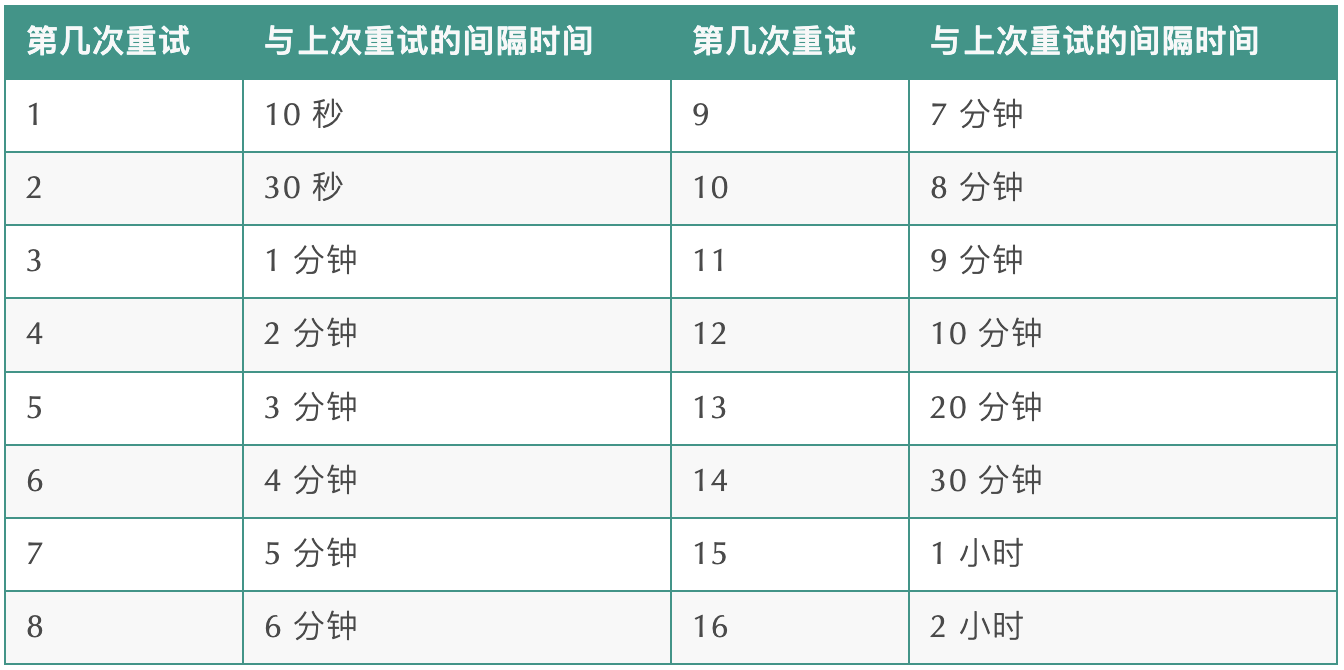 第几次重试 与上次重试的间隔时间 第几次重试 与上次重试的间隔时间
1 10 秒 9 7 分钟
2 30 秒 10 8 分钟
3 1 分钟 11 9 分钟
4 2 分钟 12 10 分钟
5 3 分钟 13 20 分钟
6 4 分钟 14 30 分钟
7 5 分钟 15 1 小时
8 6 分钟 16 2 小时